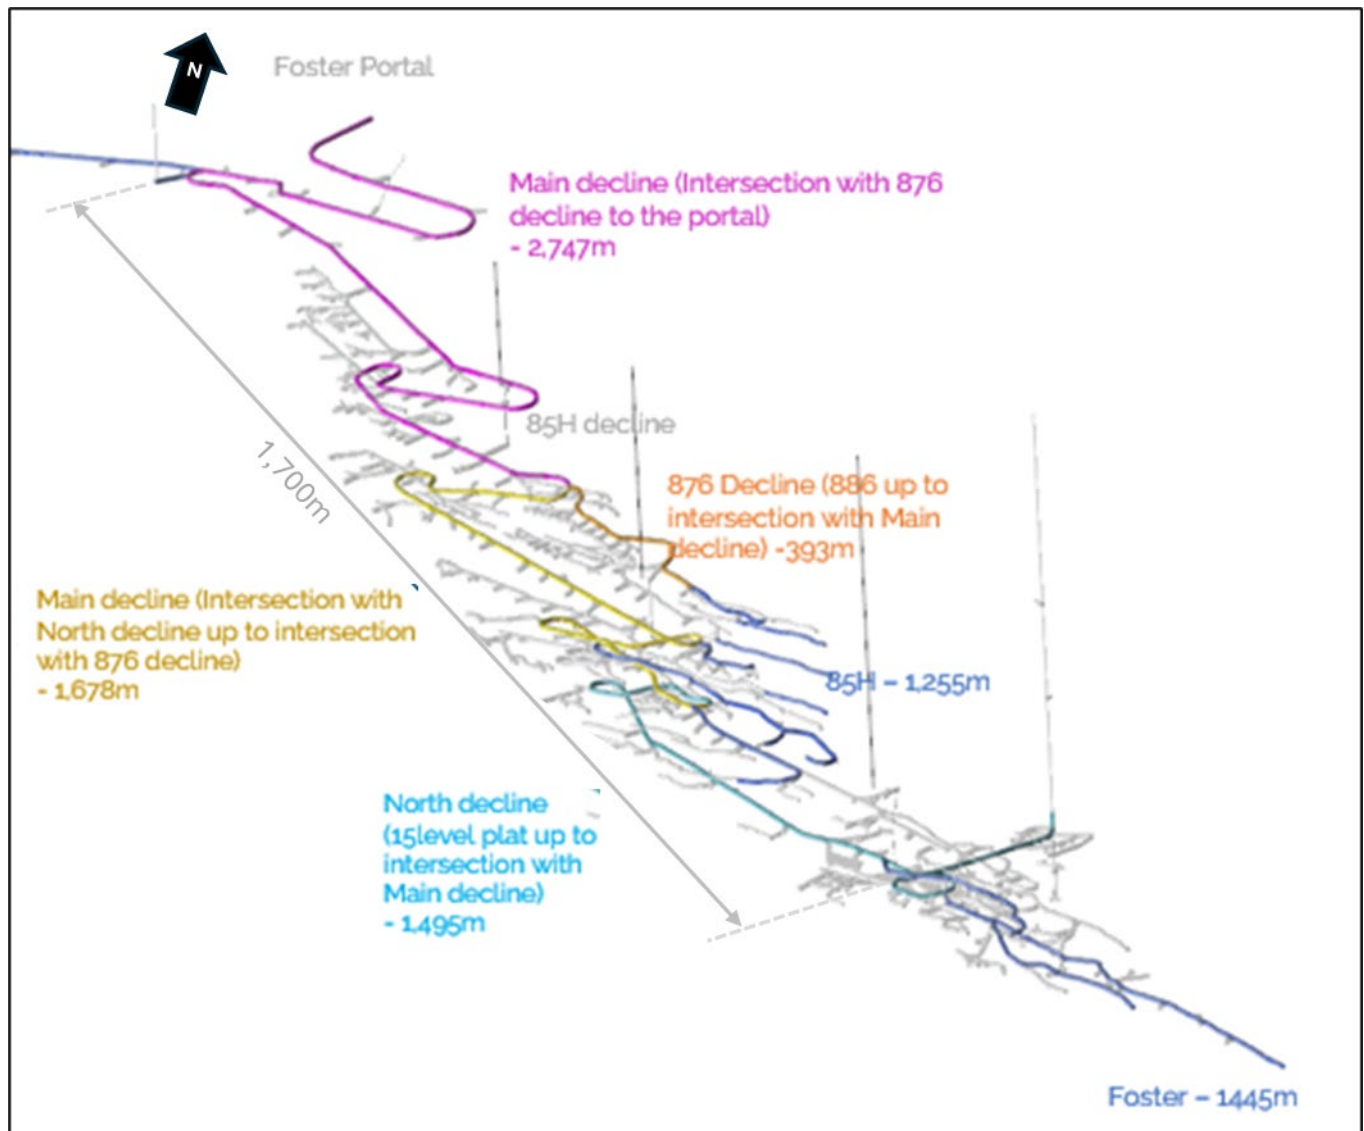 N
Foster Portal
Main decline (Intersection with 876
decline to the portal)
- 2,747m
85H decline
1,700m
876 Decline (886 up to
intersection with Main
decline) -393m
Main decline (Intersection with
North decline up to intersection
with 876 decline)
- 1,678m
85H – 1,255m
North decline
(15level plat up to
intersection with
Main decline)
- 1,495m
Foster – 1445m